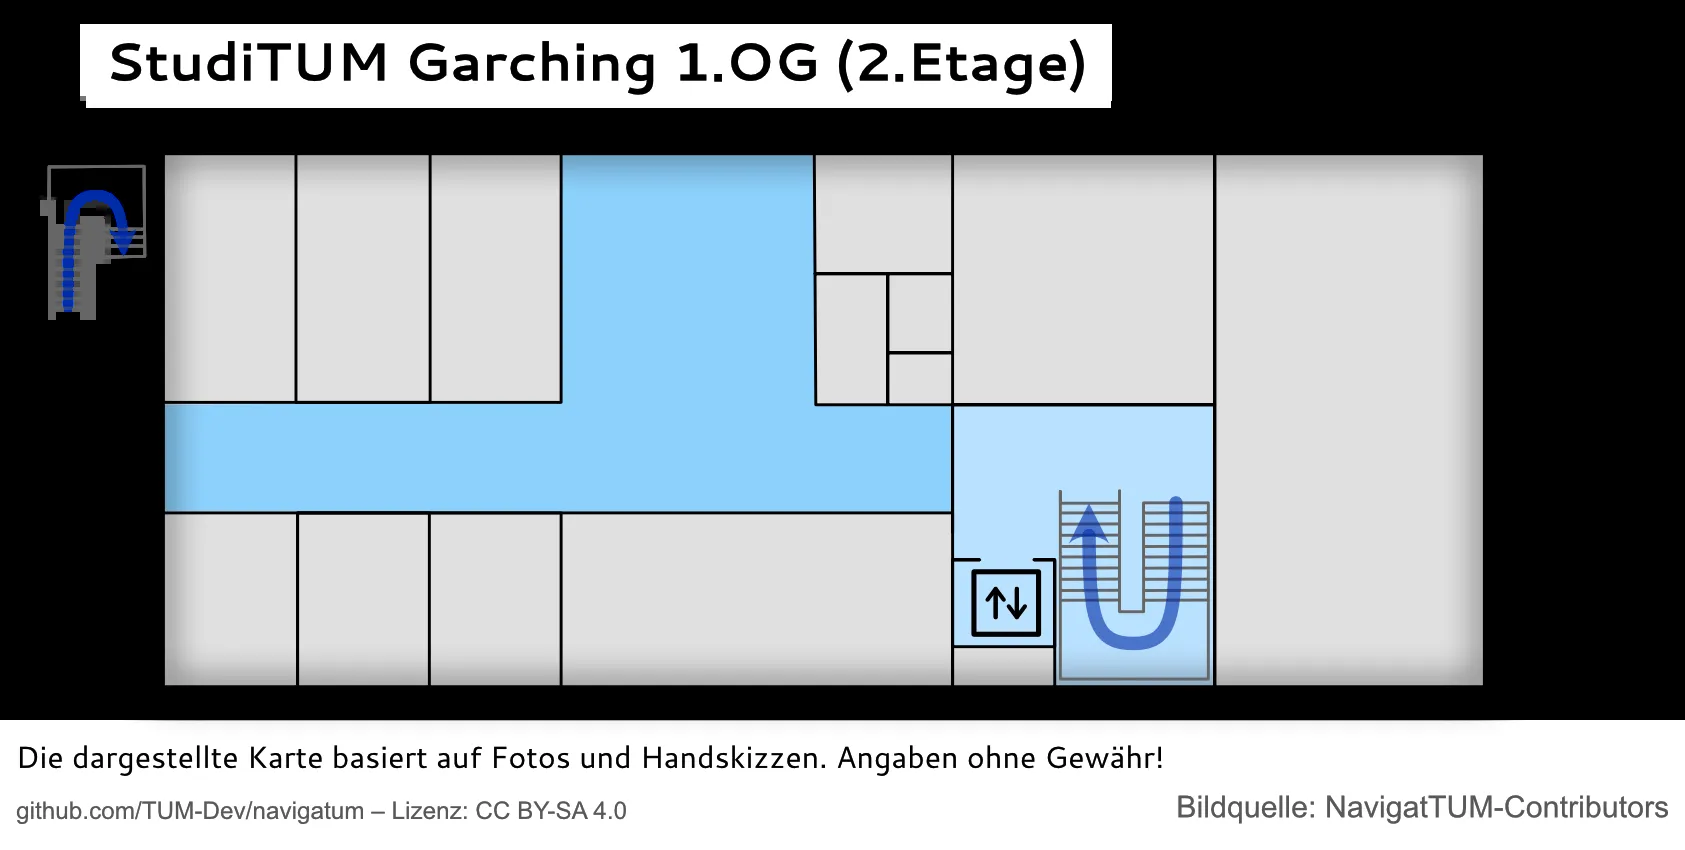 StudiTUM Garching 1.OG (2.Etage)
Die dargestellte Karte basiert auf Fotos und Handskizzen. Angaben ohne Gewähr!
github.com/TUM-Dev/navigatum – Lizenz: CC BY-SA 4.0
Bildquelle: NavigatTUM-Contributors